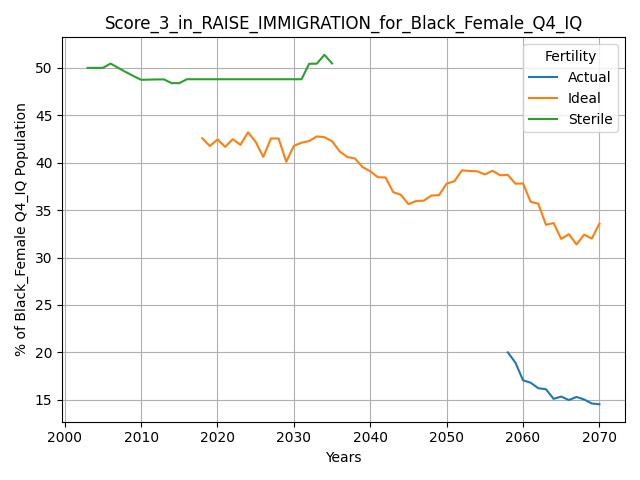 Score_3_in_RAISE_IMMIGRATION_for_Black_Female_Q4_IQ
% of Black_Female Q4_IQ Population
50
45
40
35
30
25
20
15
Fertility
Actual
Ideal
Sterile
2000 2010 2020 2030 2040 2050 2060 2070
Years